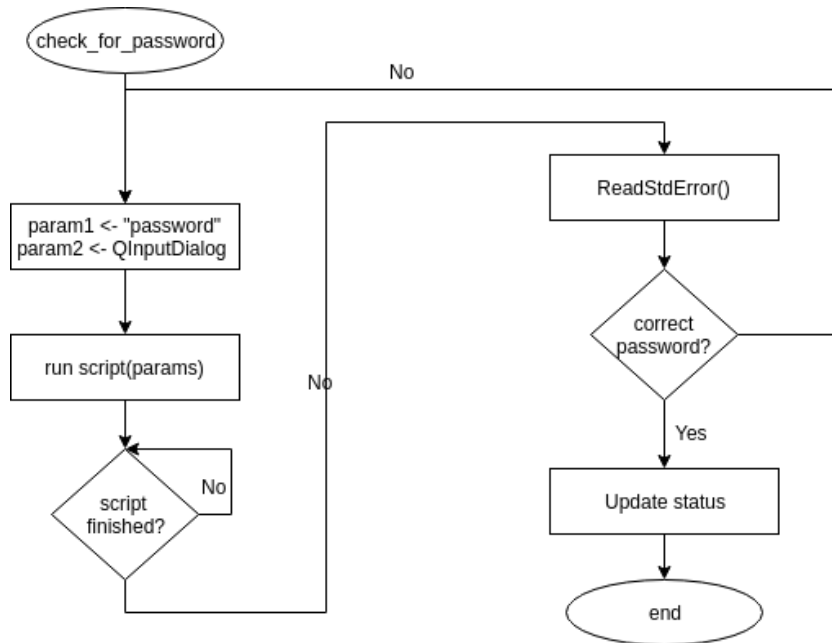 check_for_password
No
param1 <- "password"
param2 <- QInputDialog
run script(params)
script
finished?
No
No
ReadStdError()
correct
password?
Yes
Update status
end